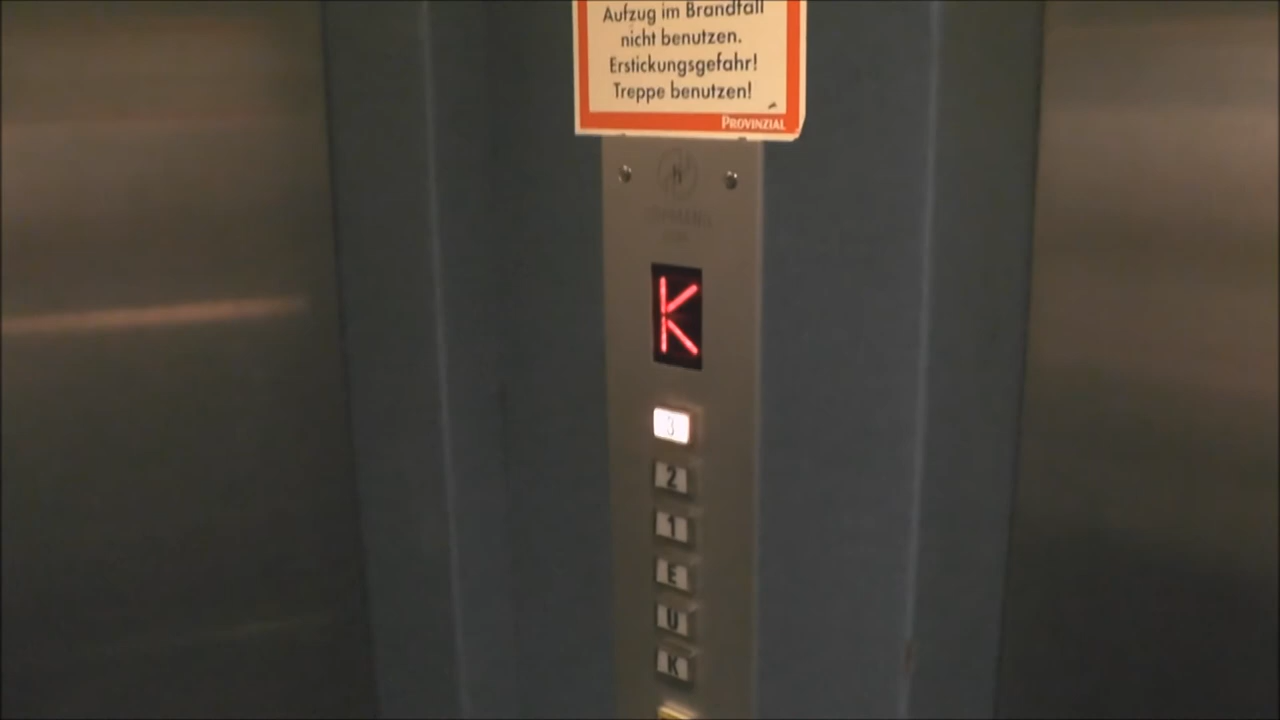 Aufzug im Brandfall
nicht benutzen.
Erstickungsgefahr!
Treppe benutzen!
PROVINZIAL
K
3
2
1
E
U
K